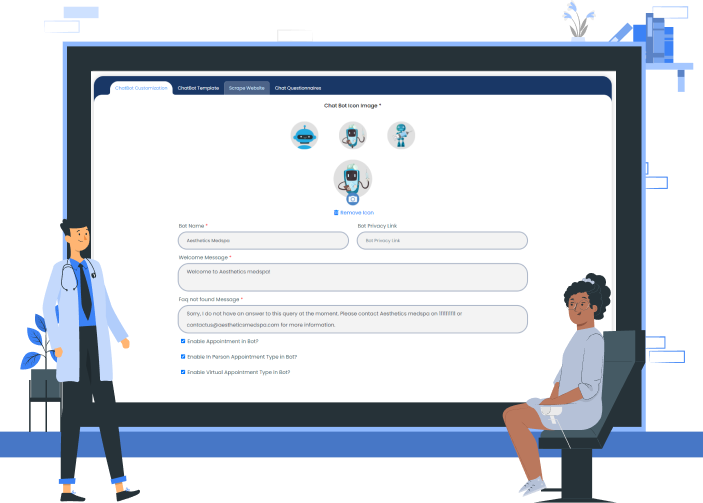 ChatBot Customization ChatBot Template Scrape Website Chat Questionnaires
Chat Bot Icon Image *
Remove Icon
Bot Name * Bot Privacy Link
Aesthetics Medspa Bot Privacy Link
Welcome Message *
Welcome to Aesthetics medspa!
Faq not found Message *
Sorry, I do not have an answer to this query at the moment. Please contact Aesthetics medspa on 1111111111 or
contactus@aestheticsmedspa.com for more information.
Enable Appointment in Bot?
Enable In Person Appointment Type In Bot?
Enable Virtual Appointment Type In Bot?